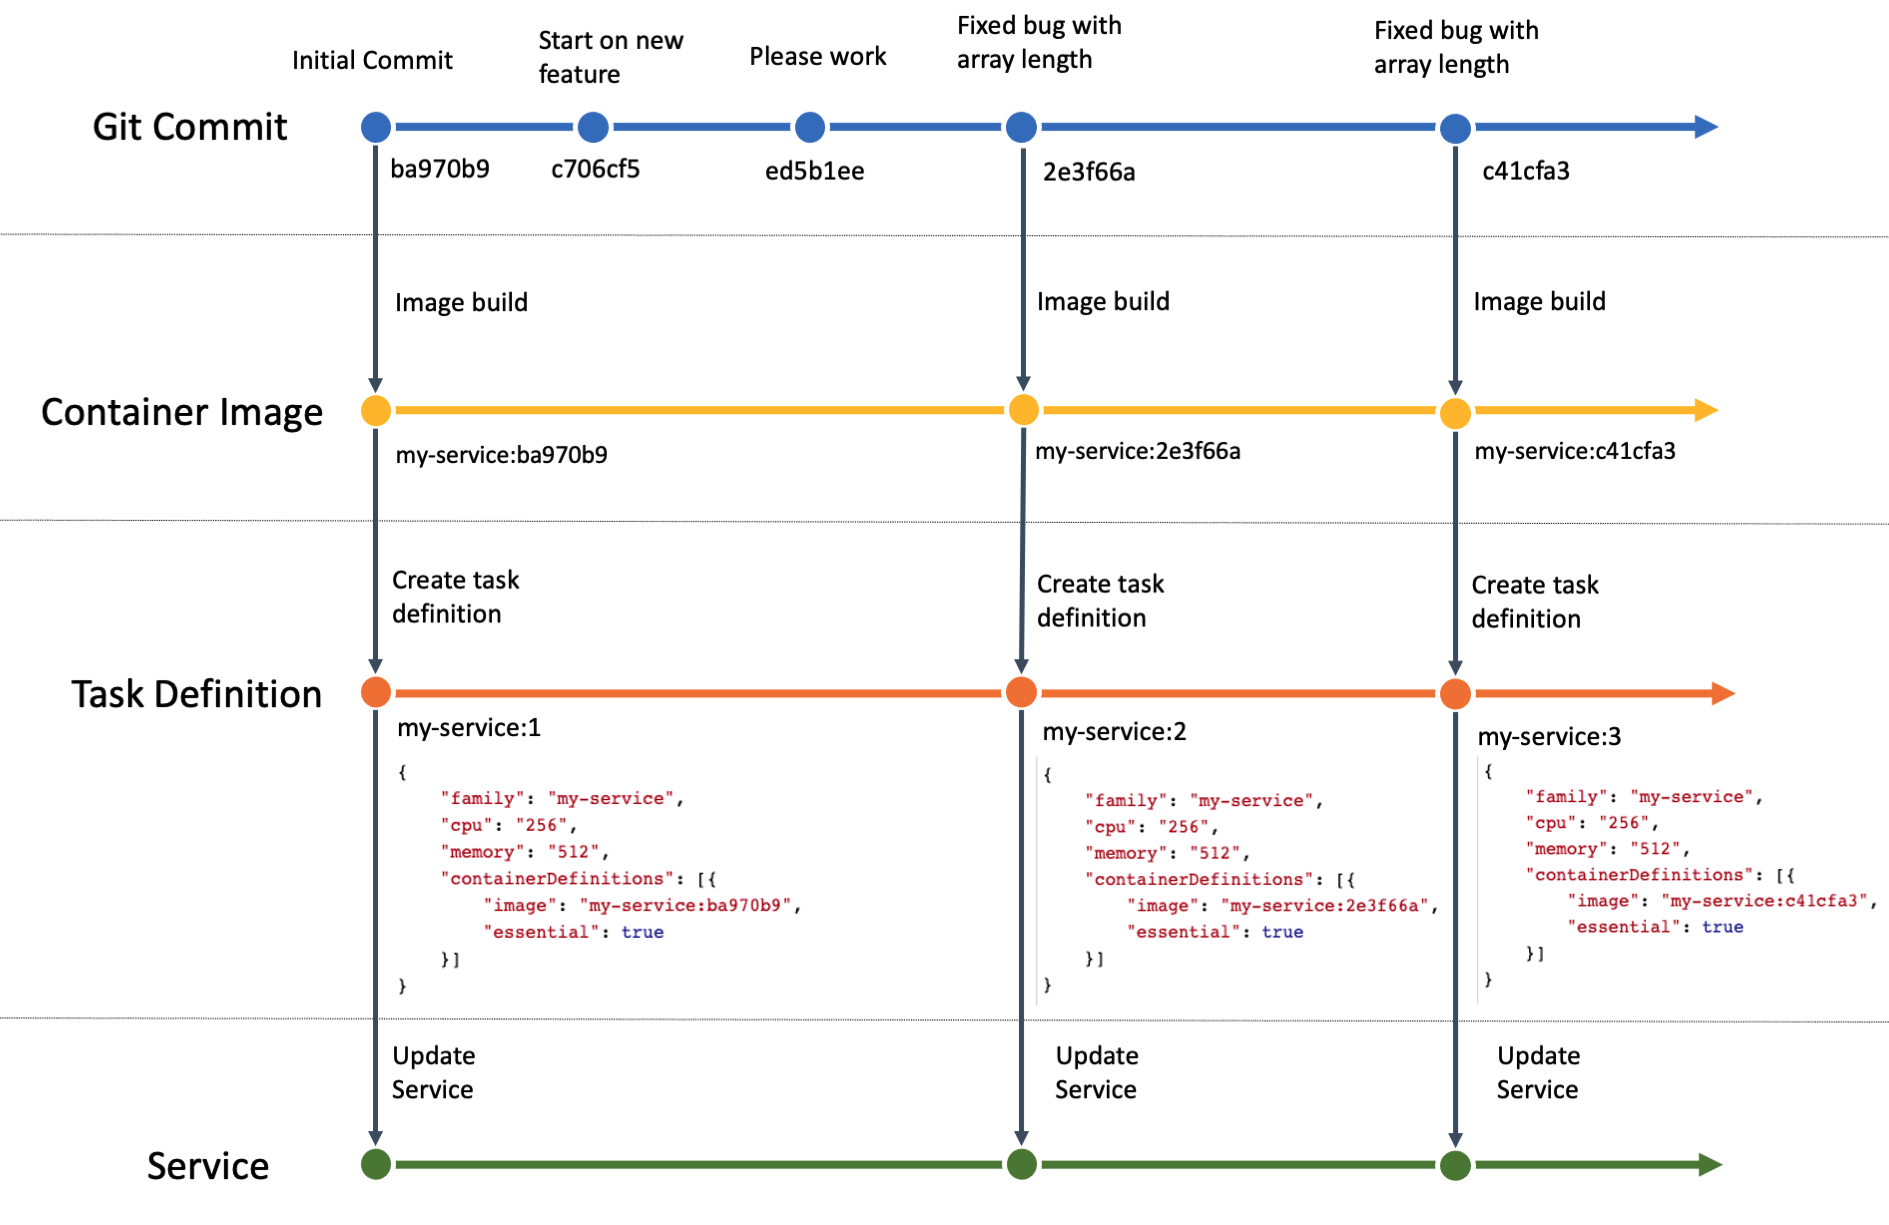 Initial Commit
Start on new
feature
Please work
Fixed bug with
array length
Fixed bug with
array length
Git Commit
ba970b9
c706cf5
ed5b1ee
2e3f66a
c41cfa3
Image build
Image build
Image build
Container Image
my-service:ba970b9
my-service:2e3f66a
my-service:c41cfa3
Create task
definition
Create task
definition
Create task
definition
Task Definition
my-service:1
{
    "family": "my-service",
    "cpu": "256",
    "memory": "512",
    "containerDefinitions": [{
        "image": "my-service:ba970b9",
        "essential": true
    }]
}
my-service:2
{
    "family": "my-service",
    "cpu": "256",
    "memory": "512",
    "containerDefinitions": [{
        "image": "my-service:2e3f66a",
        "essential": true
    }]
}
my-service:3
{
    "family": "my-service",
    "cpu": "256",
    "memory": "512",
    "containerDefinitions": [{
        "image": "my-service:c41cfa3",
        "essential": true
    }]
}
Update
Service
Update
Service
Update
Service
Service